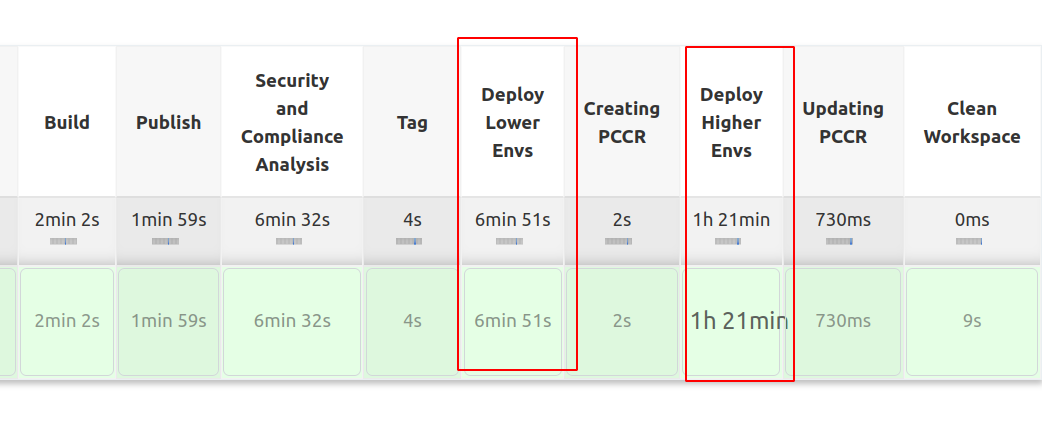 Build
Publish
Security
and
Compliance
Analysis
Tag
Deploy
Lower
Envs
Creating
PCCR
Deploy
Higher
Envs
Updating
PCCR
Clean
Workspace
2min 2s
1min 59s
6min 32s
4s
6min 51s
2s
1h 21min
730ms
0ms
2min 2s
1min 59s
6min 32s
4s
6min 51s
2s
1h 21min
730ms
9s